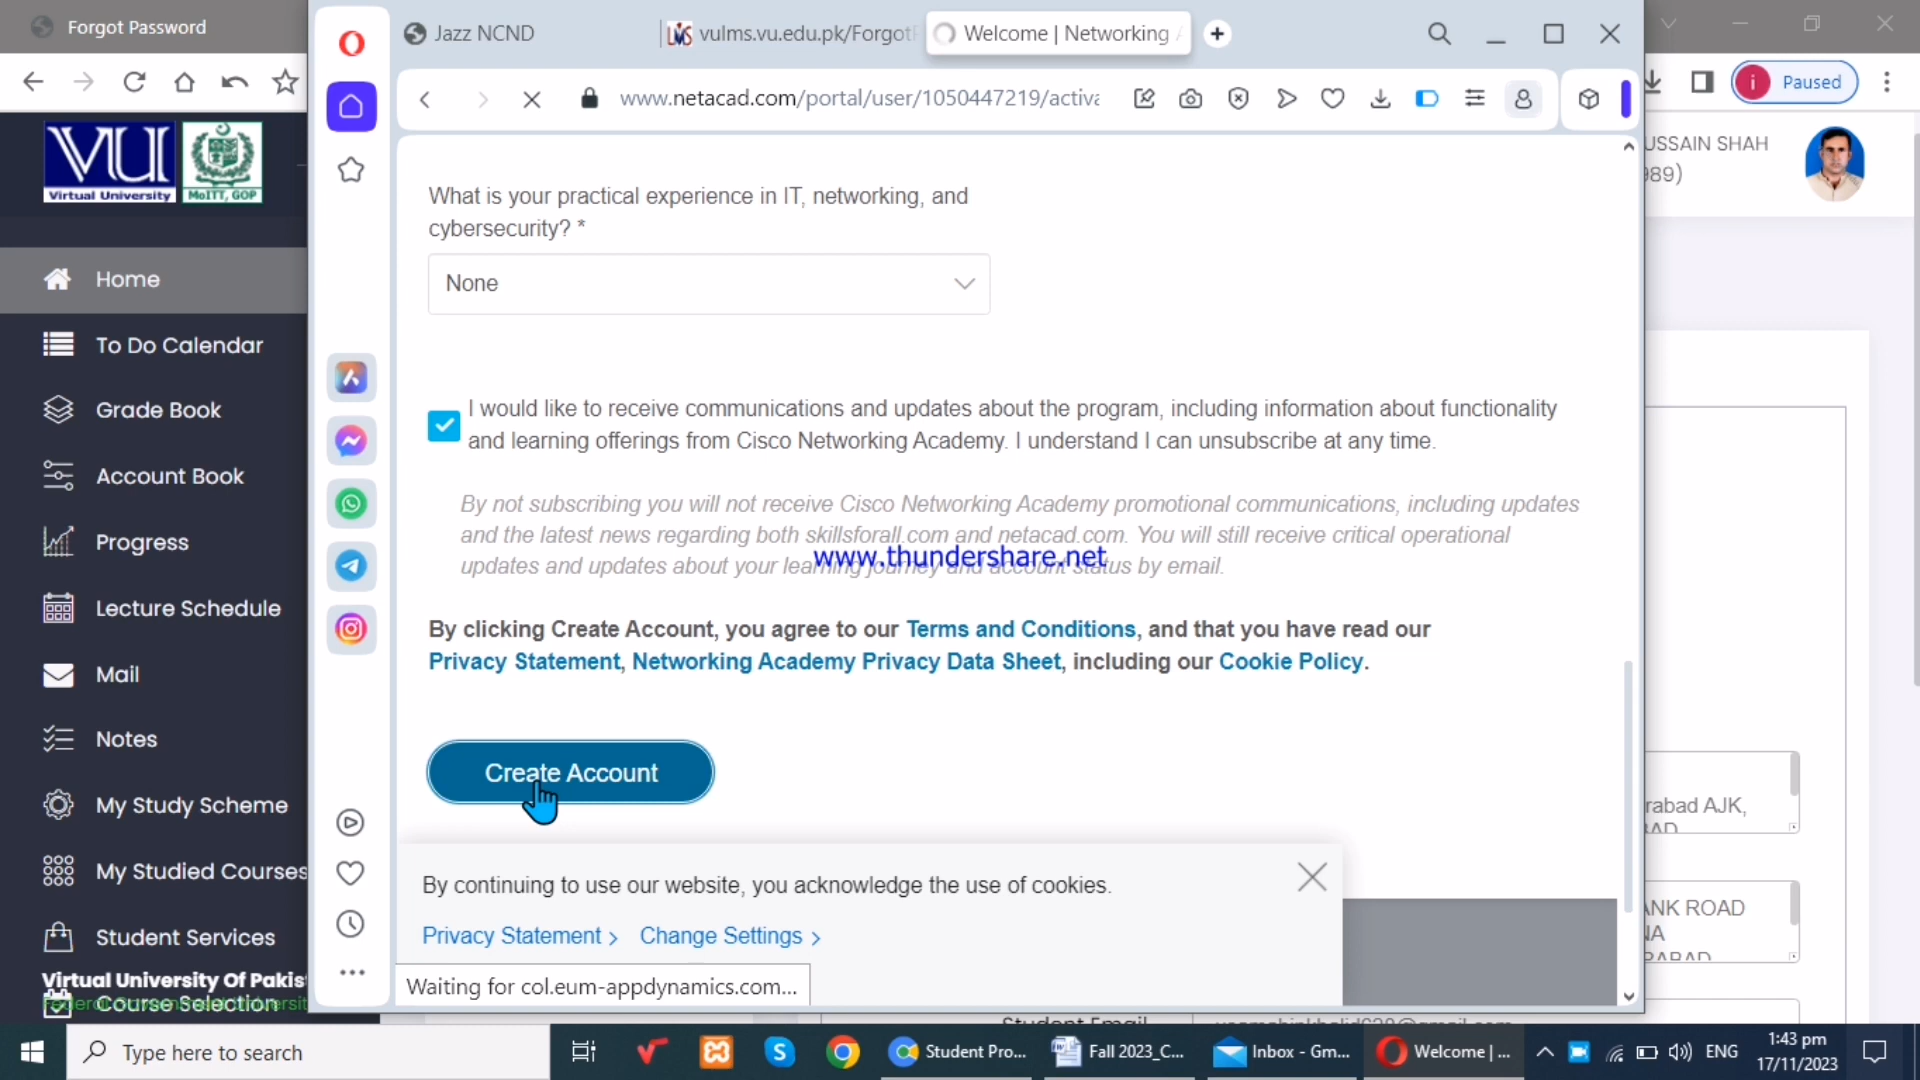 Forgot Password
Jazz NCND
vulms.vu.edu.pk/Forgot
Welcome | Networking
Paused
www.netacad.com/portal/user/1050447219/activa
VU
Virtual University
MoITT, GOP
USSAIN SHAH
989)
Home
To Do Calendar
Grade Book
Account Book
Progress
Lecture Schedule
Mail
Notes
My Study Scheme
My Studied Courses
Student Services
Virtual University Of Pakis
Course Selection
What is your practical experience in IT, networking, and
cybersecurity? *
None
I would like to receive communications and updates about the program, including information about functionality
and learning offerings from Cisco Networking Academy. I understand I can unsubscribe at any time.
By not subscribing you will not receive Cisco Networking Academy promotional communications, including updates
and the latest news regarding both skillsforall.com and netacad.com. You will still receive critical operational
updates and updates about your learning journey and account status by email.
www.thundershare.net
By clicking Create Account, you agree to our Terms and Conditions, and that you have read our
Privacy Statement, Networking Academy Privacy Data Sheet, including our Cookie Policy.
Create Account
By continuing to use our website, you acknowledge the use of cookies.
Privacy Statement > Change Settings >
Waiting for col.eum-appdynamics.com...
rabad AJK,
ANK ROAD
Student Email
Type here to search
Student Pro...
Fall 2023_C...
Inbox - Gm...
Welcome | ...
ENG
1:43 pm
17/11/2023